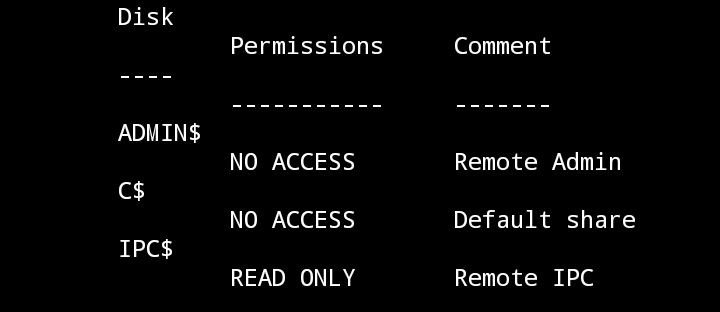 Disk
Permissions     Comment
----
-----------     -------
ADMIN$
NO ACCESS       Remote Admin
C$
NO ACCESS       Default share
IPC$
READ ONLY       Remote IPC